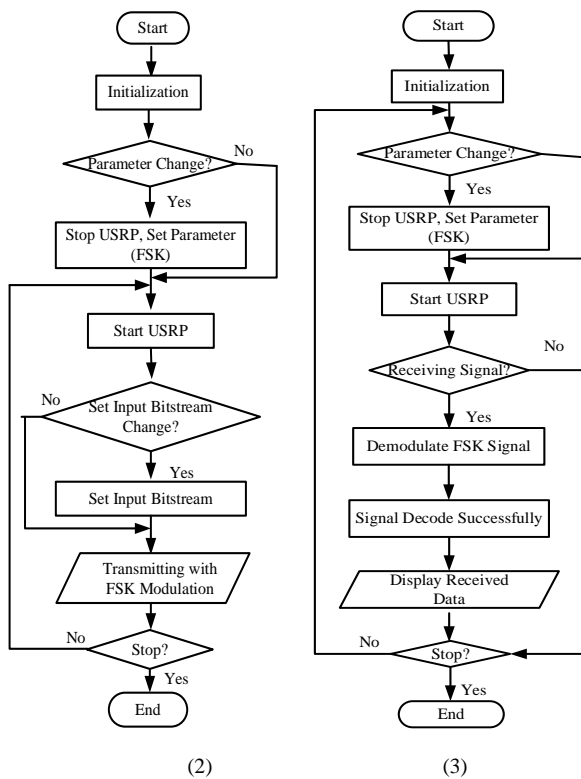 Start
Initialization
Parameter Change?
No
Yes
Stop USRP, Set Parameter
(FSK)
Start USRP
No
Set Input Bitstream
Change?
Yes
Set Input Bitstream
Transmitting with
FSK Modulation
No
Stop?
Yes
End
(2)
Start
Initialization
Parameter Change?
Yes
Stop USRP, Set Parameter
(FSK)
Start USRP
Receiving Signal?
No
Yes
Demodulate FSK Signal
Signal Decode Successfully
Display Received
Data
No
Stop?
Yes
End
(3)